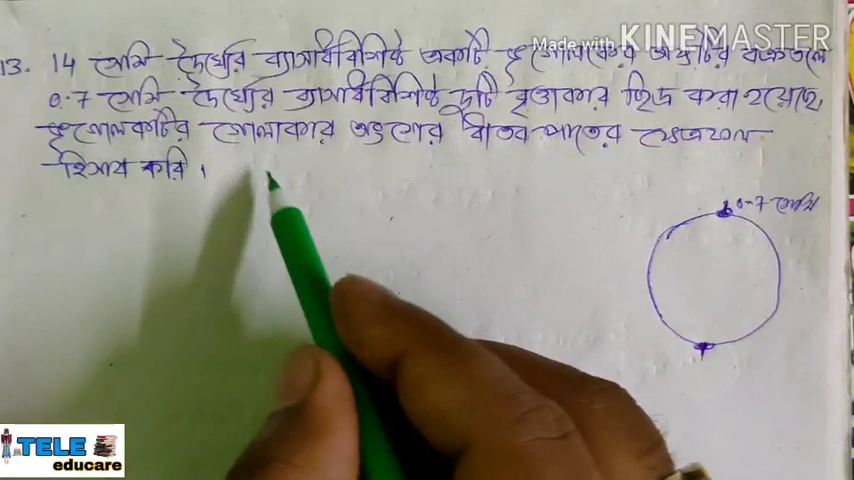 Made with KINEMASTER
13. 14 সেমি দৈর্ঘ্যের ব্যাসার্ধবিশিষ্ট একটি ভূগোলকের অক্ষটির বক্রতলে
0.7 সেমি দৈর্ঘ্যের ব্যাসার্ধবিশিষ্ট দুটি বৃত্তাকার ছিদ্র করা হয়েছে,
ভূগোলকটির গোলাকার অংশের ধাতব পাতের ক্ষেত্রফল
হিসাব করি ।
0.7 সেমি
TELE
educare